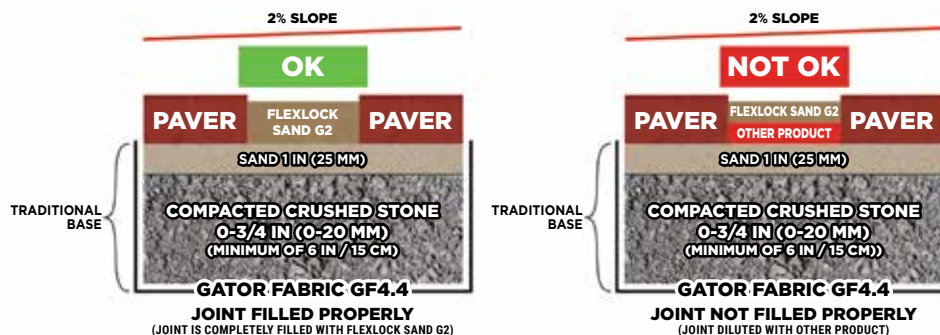 2% SLOPE
OK
PAVER
FLEXLOCK
SAND G2
PAVER
SAND 1 IN (25 MM)
TRADITIONAL
BASE
COMPACTED CRUSHED STONE
0-3/4 IN (0-20 MM)
(MINIMUM OF 6 IN / 15 CM)
GATOR FABRIC GF4.4
JOINT FILLED PROPERLY
(JOINT IS COMPLETELY FILLED WITH FLEXLOCK SAND G2)
2% SLOPE
NOT OK
PAVER
FLEXLOCK SAND G2
OTHER PRODUCT
PAVER
SAND 1 IN (25 MM)
TRADITIONAL
BASE
COMPACTED CRUSHED STONE
0-3/4 IN (0-20 MM)
(MINIMUM OF 6 IN / 15 CM))
GATOR FABRIC GF4.4
JOINT NOT FILLED PROPERLY
(JOINT DILUTED WITH OTHER PRODUCT)